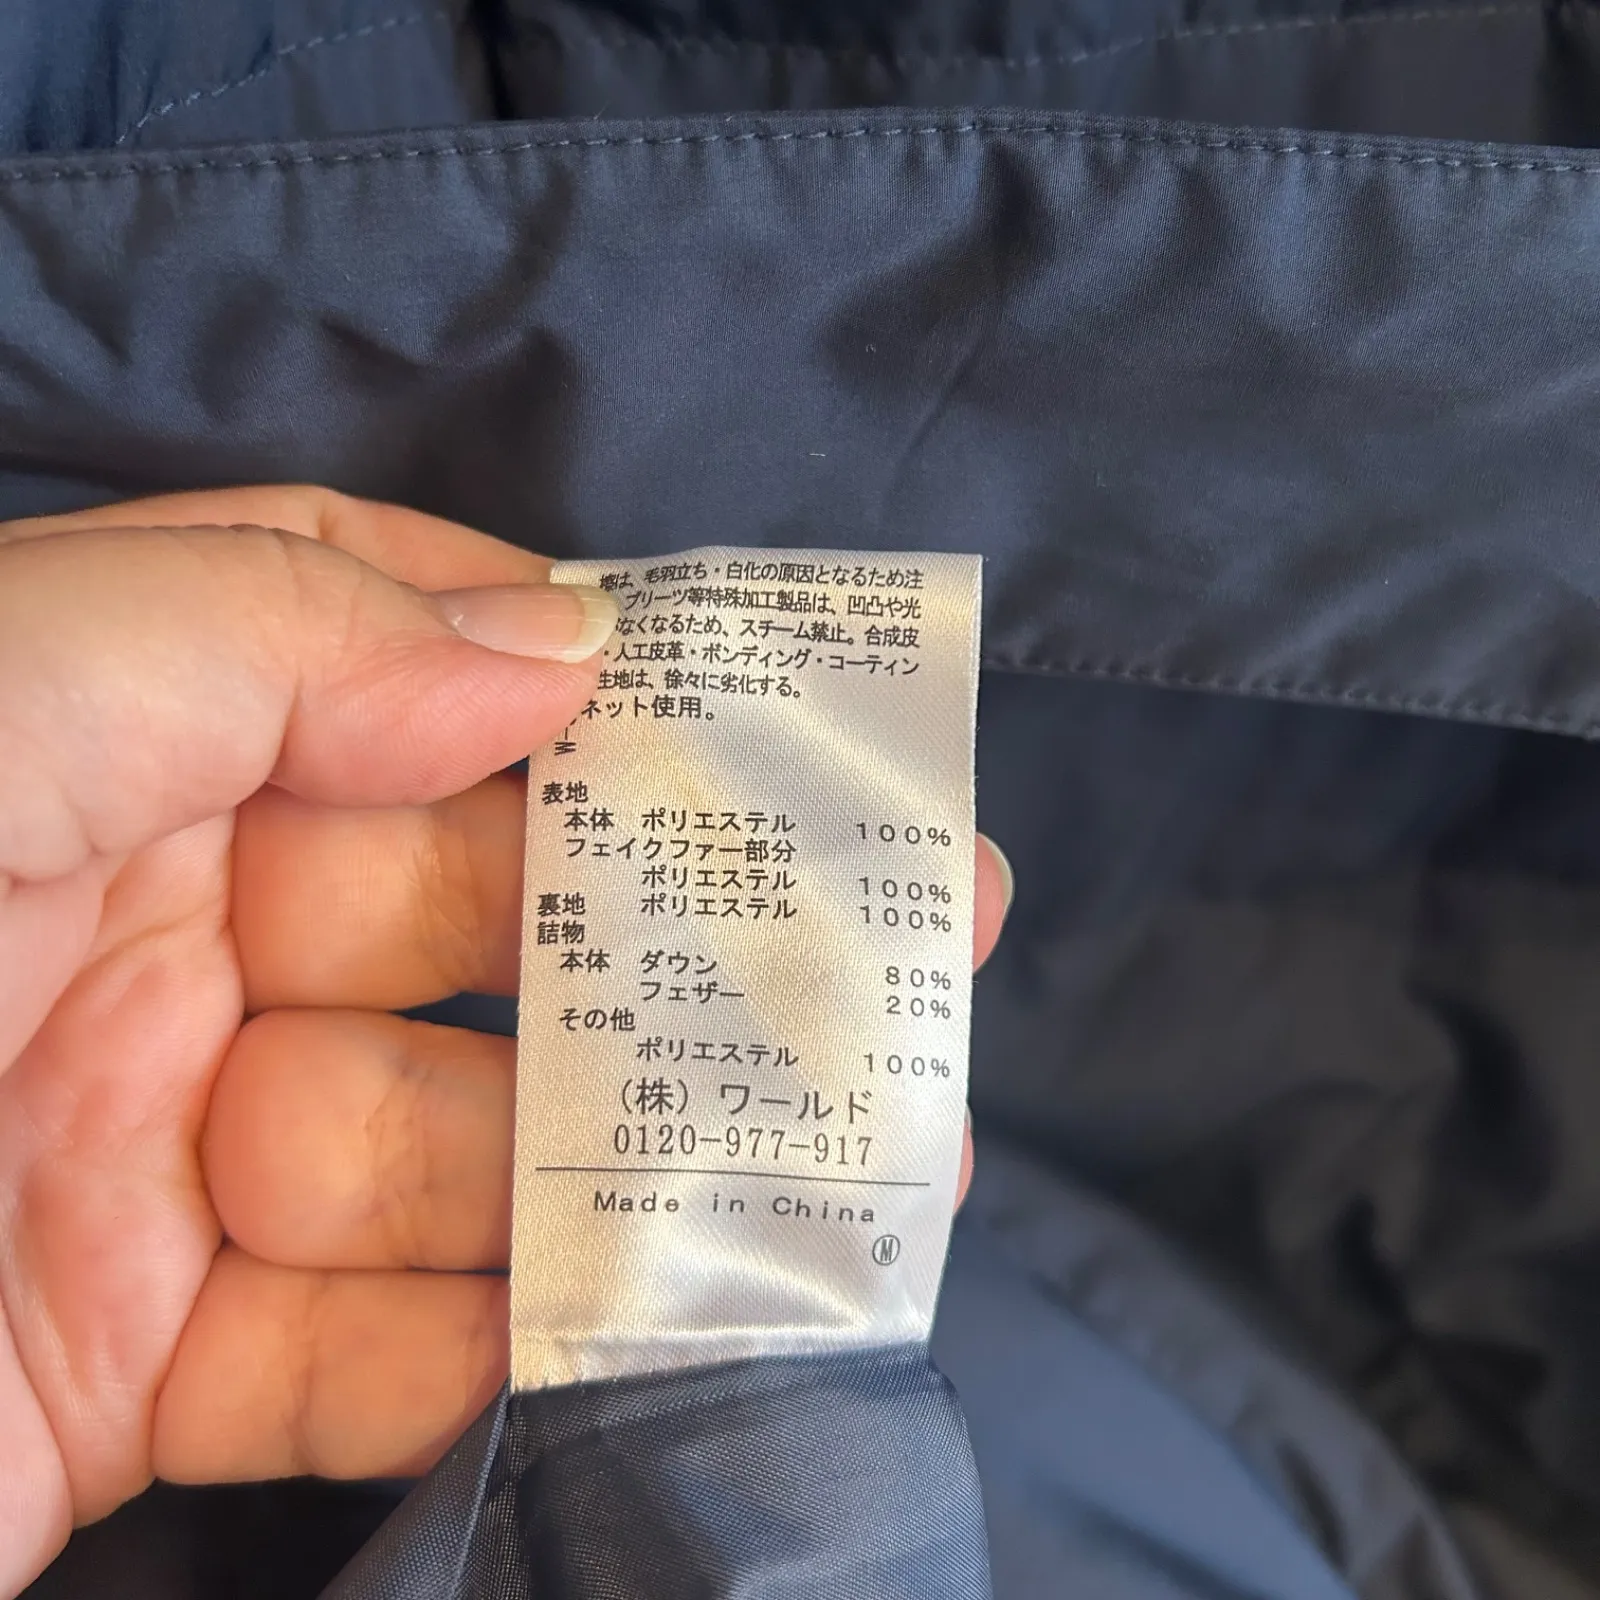 擦は、毛羽立ち・白化の原因となるため注
プリーツ等特殊加工製品は、凹凸や光
なくなるため、スチーム禁止。合成皮
・人工皮革・ボンディング・コーティン
生地は、徐々に劣化する。
ネット使用。
表地
本体 ポリエステル 100%
フェイクファー部分
ポリエステル 100%
裏地 ポリエステル 100%
詰物
本体 ダウン 80%
フェザー 20%
その他
ポリエステル 100%
(株)ワールド
0120-977-917
Made in China
Ⓜ